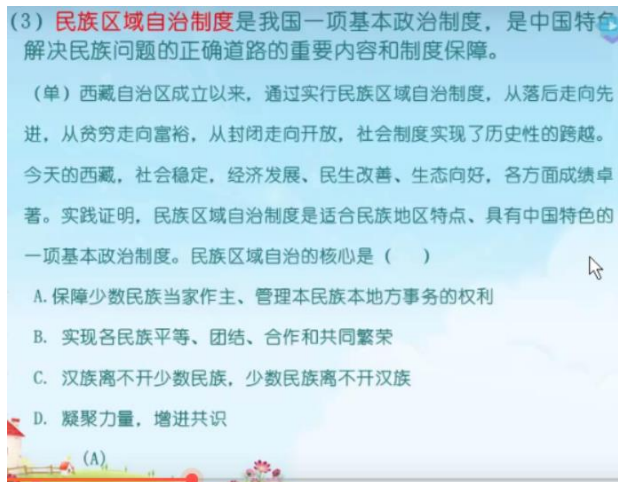 (3) 民族区域自治制度是我国一项基本政治制度，是中国特色
解决民族问题的正确道路的重要内容和制度保障。
（单）西藏自治区成立以来，通过实行民族区域自治制度，从落后走向先
进，从贫穷走向富裕，从封闭走向开放，社会制度实现了历史性的跨越。
今天的西藏，社会稳定，经济发展、民生改善、生态向好，各方面成绩卓
著。实践证明，民族区域自治制度是适合民族地区特点、具有中国特色的
一项基本政治制度。民族区域自治的核心是（ ）
A.保障少数民族当家作主、管理本民族本地方事务的权利
B. 实现各民族平等、团结、合作和共同繁荣
C. 汉族离不开少数民族，少数民族离不开汉族
D. 凝聚力量，增进共识
(A)